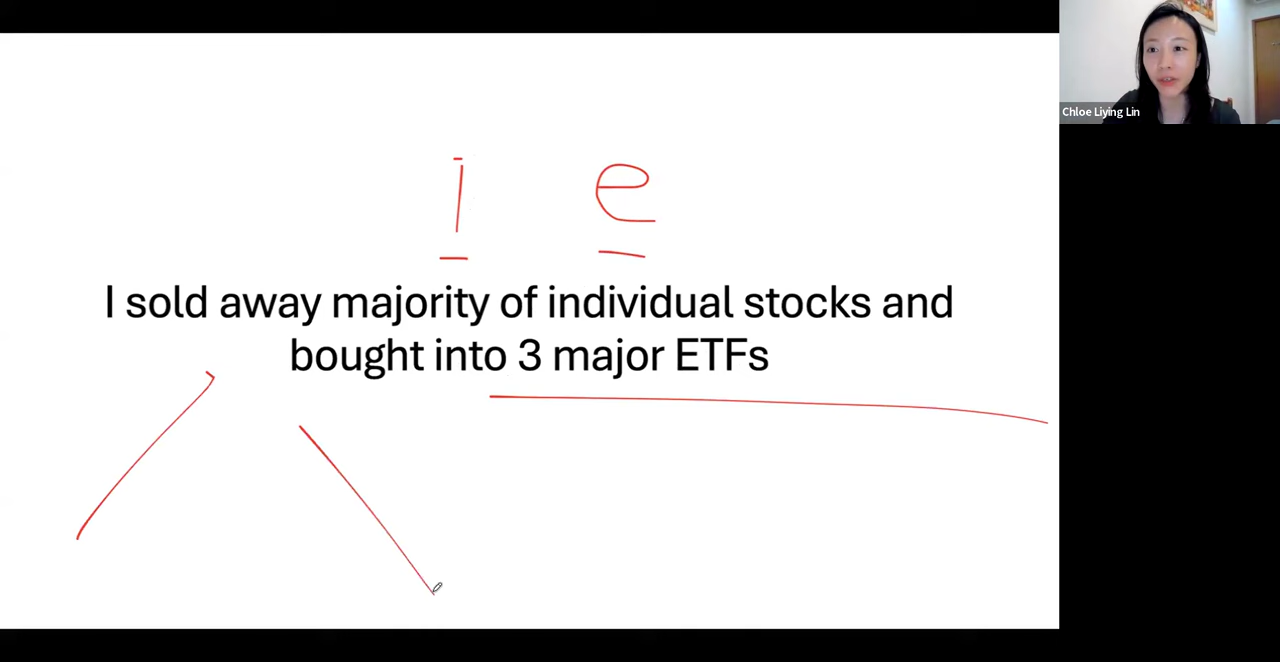 Chloe Liying Lin
i e
I sold away majority of individual stocks and
bought into 3 major ETFs